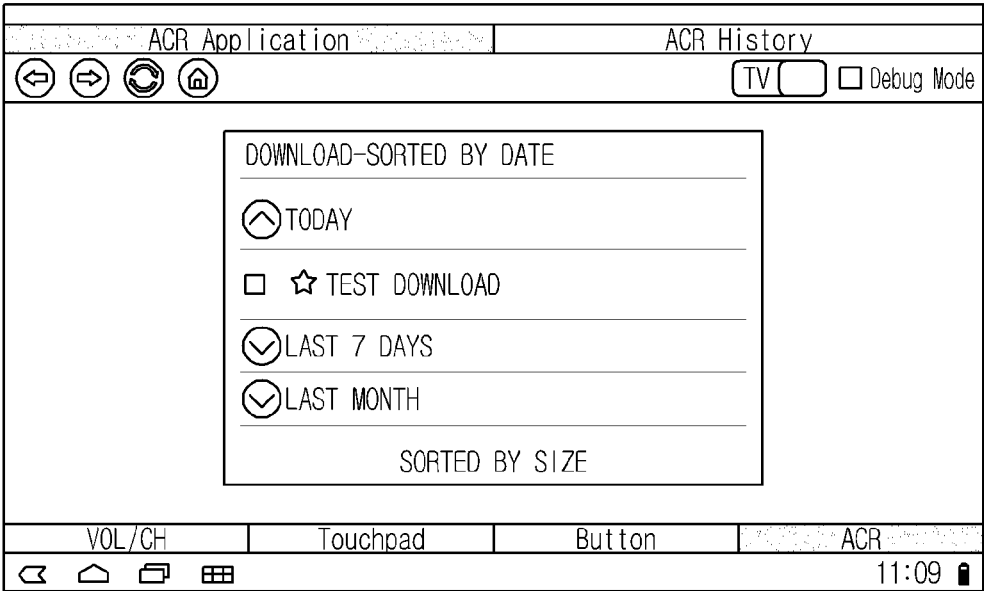 ACR Application ACR History
TV Debug Mode
DOWNLOAD-SORTED BY DATE
TODAY
TEST DOWNLOAD
LAST 7 DAYS
LAST MONTH
SORTED BY SIZE
VOL/CH Touchpad Button ACR
11:09